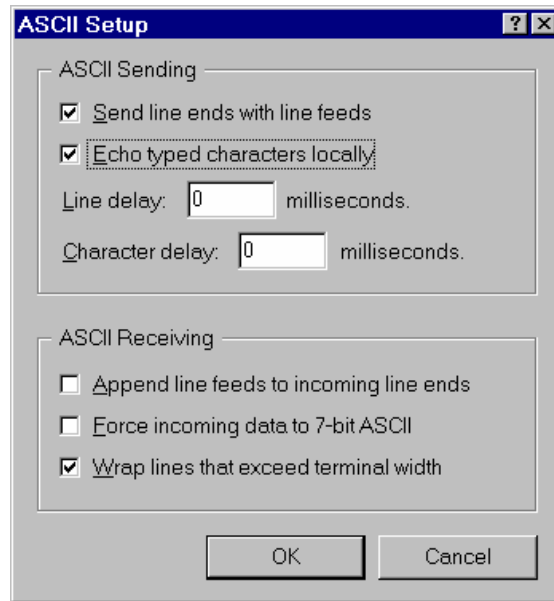 ASCII Setup
ASCII Sending
Send line ends with line feeds
Echo typed characters locally
Line delay: 0 milliseconds.
Character delay: 0 milliseconds.
ASCII Receiving
Append line feeds to incoming line ends
Force incoming data to 7-bit ASCII
Wrap lines that exceed terminal width
OK Cancel